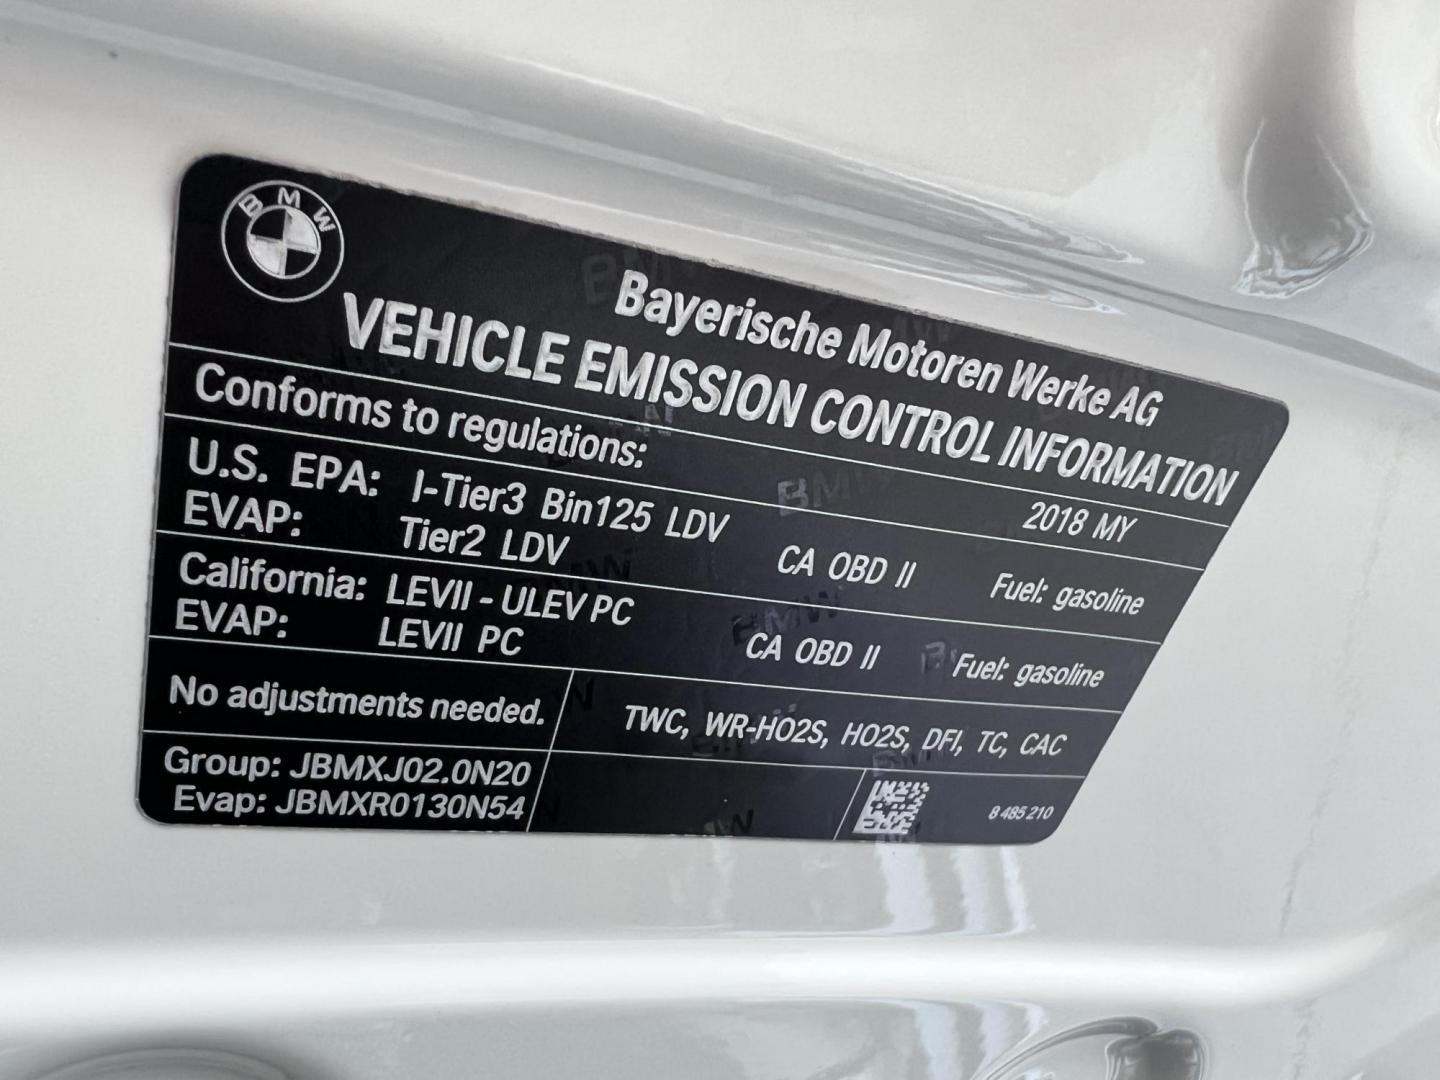 BMW
Bayerische Motoren Werke AG
VEHICLE EMISSION CONTROL INFORMATION
Conforms to regulations: 2018 MY
U.S. EPA: I-Tier3 Bin125 LDV
EVAP: Tier2 LDV CA OBD II Fuel: gasoline
California: LEVII - ULEV PC
EVAP: LEVII PC CA OBD II Fuel: gasoline
No adjustments needed. TWC, WR-HO2S, HO2S, DFI, TC, CAC
Group: JBMXJ02.0N20
Evap: JBMXR0130N54 8 485 210